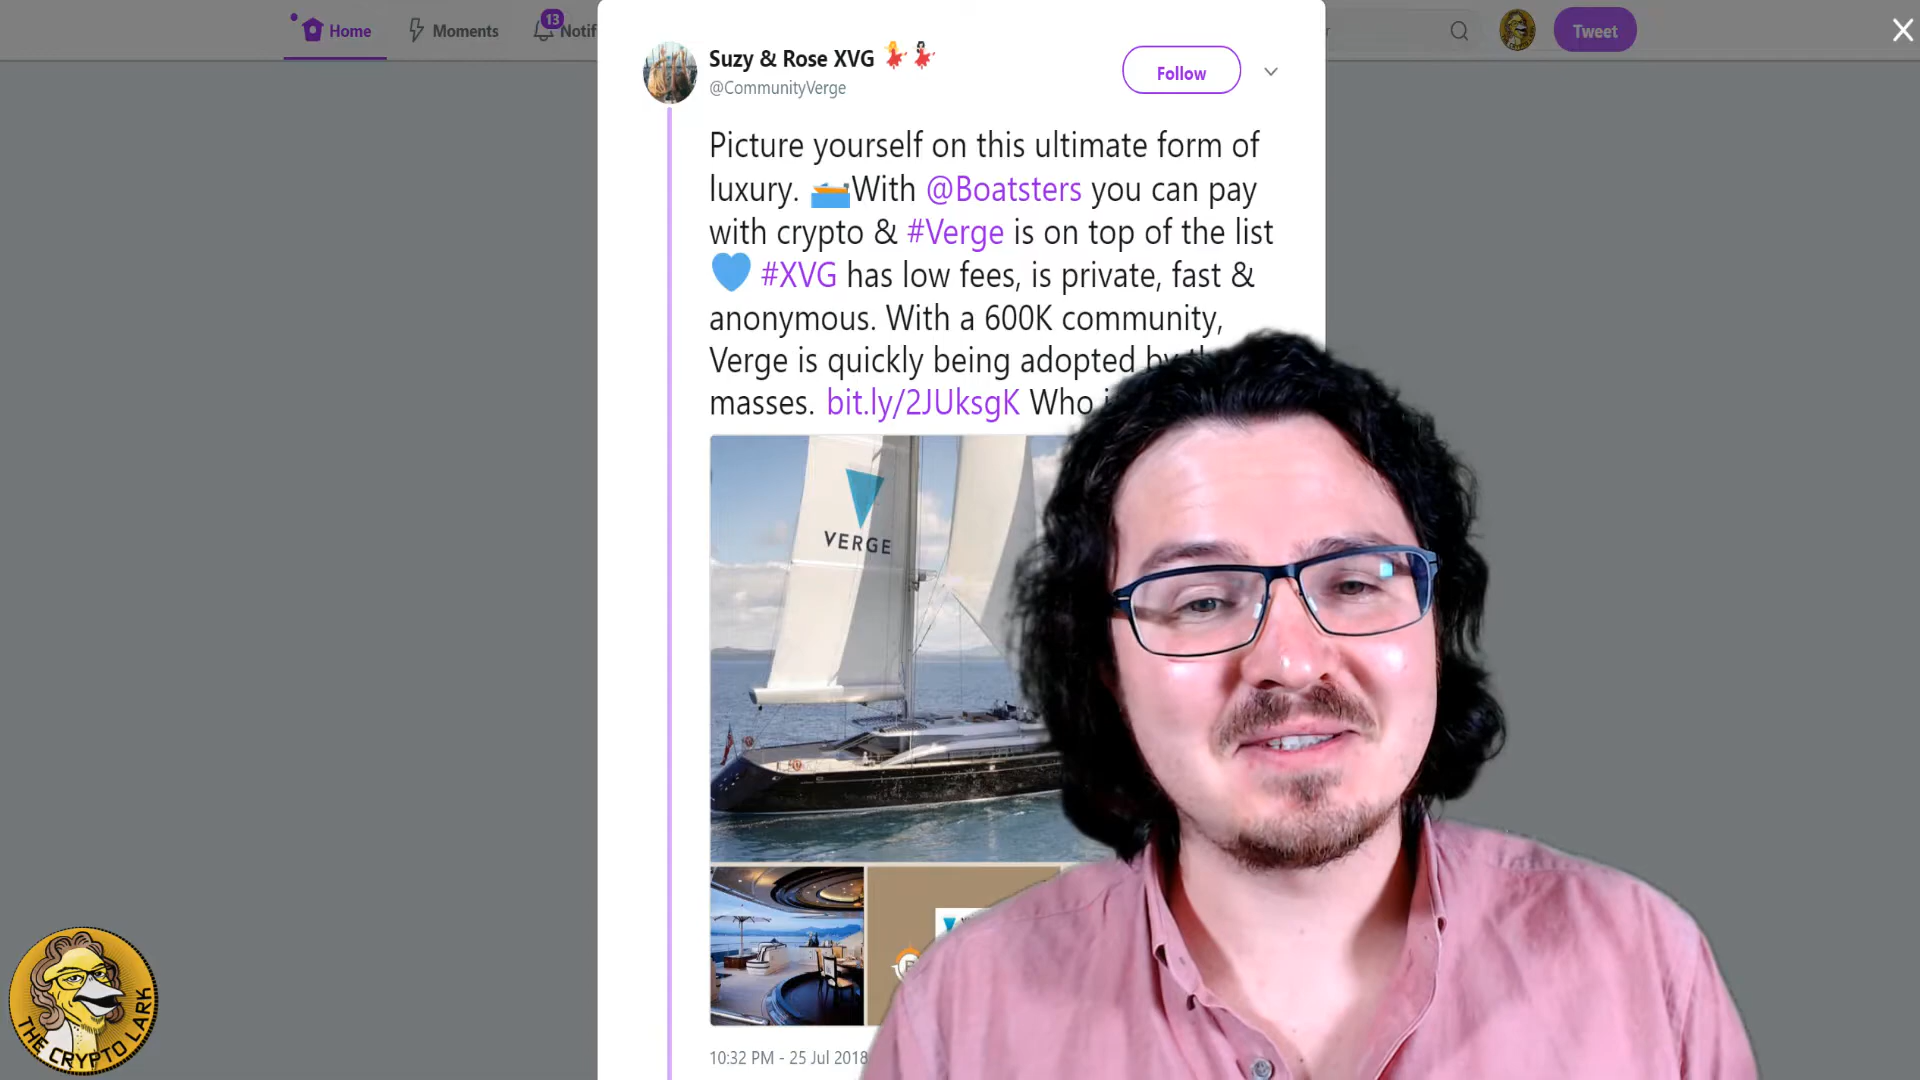 Home
Moments
13
Notif
Tweet
Suzy & Rose XVG
@CommunityVerge
Follow
Picture yourself on this ultimate form of
luxury. With @Boatsters you can pay
with crypto & #Verge is on top of the list
#XVG has low fees, is private, fast &
anonymous. With a 600K community,
Verge is quickly being adopted by
masses. bit.ly/2JUksgK Who
VERGE
10:32 PM - 25 Jul 2018
THE CRYPTO LARK